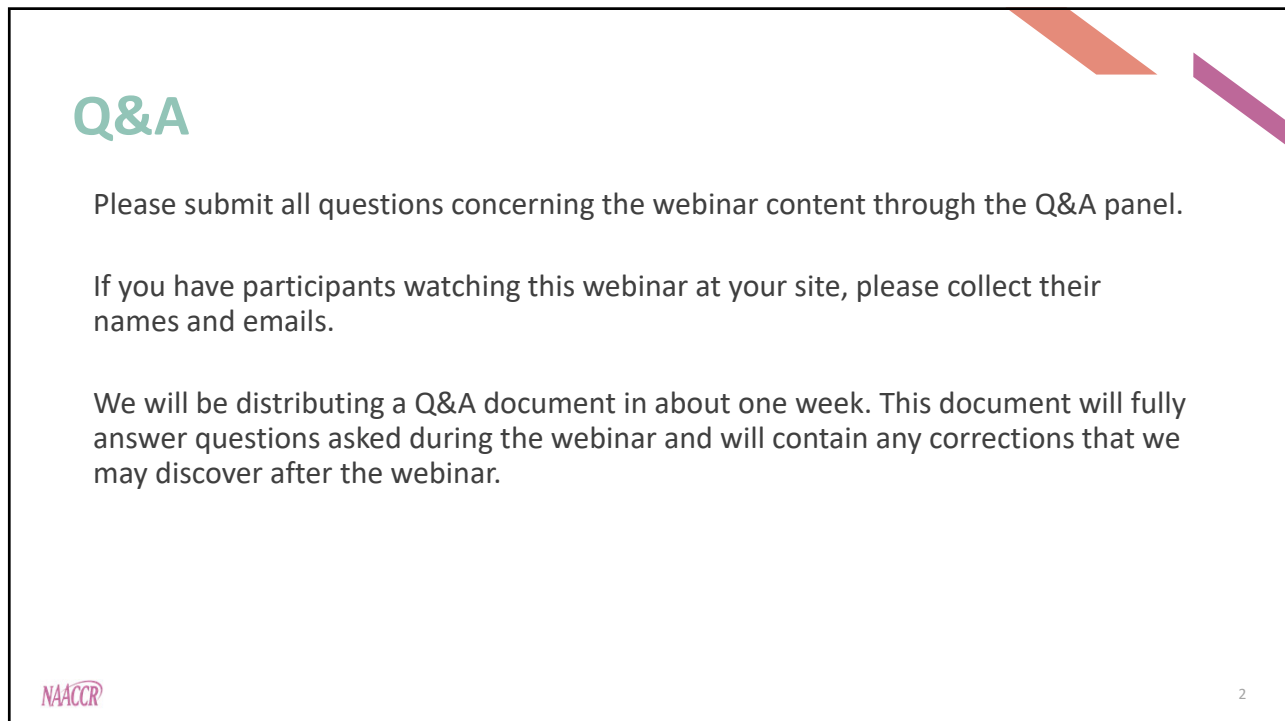 Q&A
Please submit all questions concerning the webinar content through the Q&A panel.
If you have participants watching this webinar at your site, please collect their
names and emails.
We will be distributing a Q&A document in about one week. This document will fully
answer questions asked during the webinar and will contain any corrections that we
may discover after the webinar.
NAACCR
2